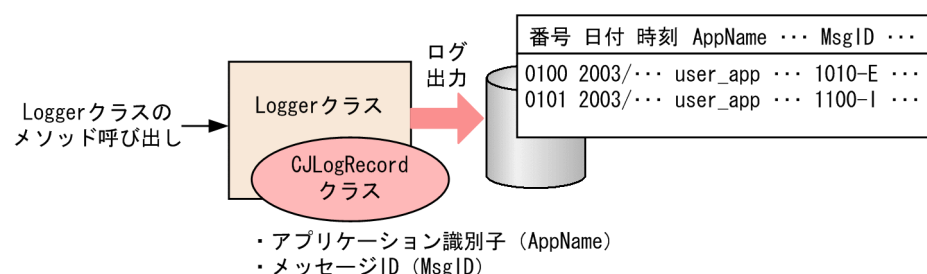 Loggerクラスの
メソッド呼び出し
Loggerクラス
CJLogRecord
クラス
ログ
出力
番号 日付 時刻 AppName ··· MsgID ···
0100 2003/··· user_app ··· 1010-E ···
0101 2003/··· user_app ··· 1100-I ···
・アプリケーション識別子（AppName）
・メッセージID（MsgID）